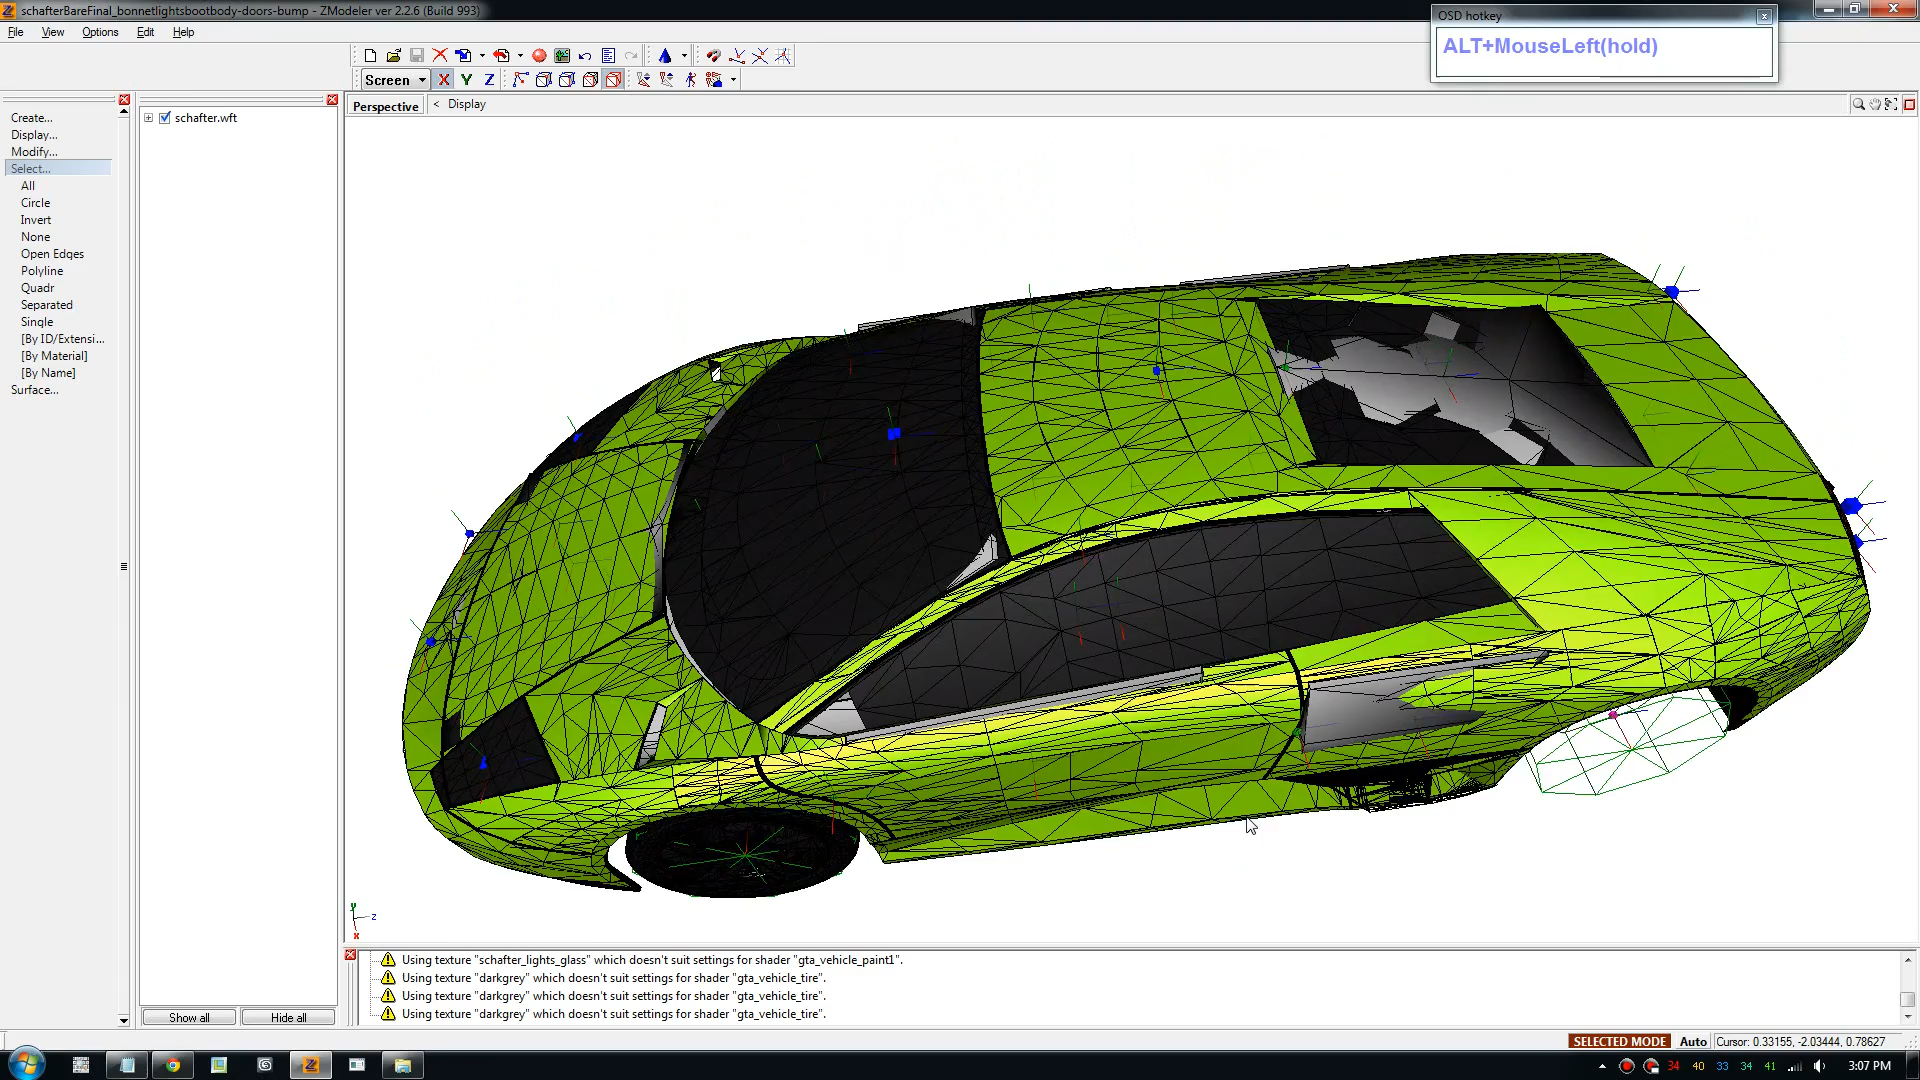 schafterBareFinal_bonnetlightsbootbody-doors-bump - ZModeler ver 2.2.6 (Build 993)
OSD hotkey
ALT+MouseLeft(hold)
File View Options Edit Help
Screen X Y Z
Perspective < Display
Create...
Display...
Modify...
Select...
All
Circle
Invert
None
Open Edges
Polyline
Quadr
Separated
Single
[By ID/Extensi...
[By Material]
[By Name]
Surface...
schafter.wft
Show all Hide all
y
z
x
Using texture "schafter_lights_glass" which doesn't suit settings for shader "gta_vehicle_paint1".
Using texture "darkgrey" which doesn't suit settings for shader "gta_vehicle_tire".
Using texture "darkgrey" which doesn't suit settings for shader "gta_vehicle_tire".
Using texture "darkgrey" which doesn't suit settings for shader "gta_vehicle_tire".
SELECTED MODE Auto Cursor: 0.33155, -2.03444, 0.78627
34 40 33 34 41 3:07 PM